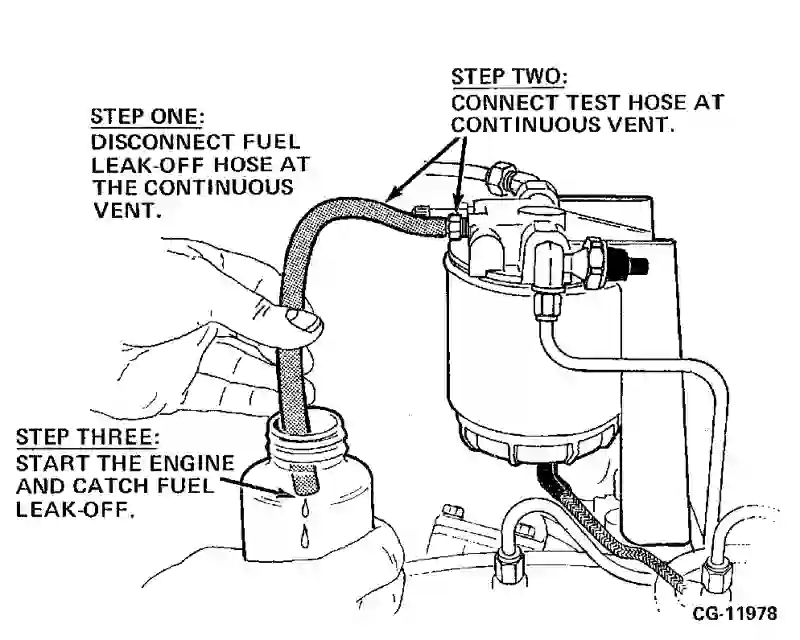 STEP TWO:
CONNECT TEST HOSE AT
CONTINUOUS VENT.
STEP ONE:
DISCONNECT FUEL
LEAK-OFF HOSE AT
THE CONTINUOUS
VENT.
STEP THREE:
START THE ENGINE
AND CATCH FUEL
LEAK-OFF.
CG-11978